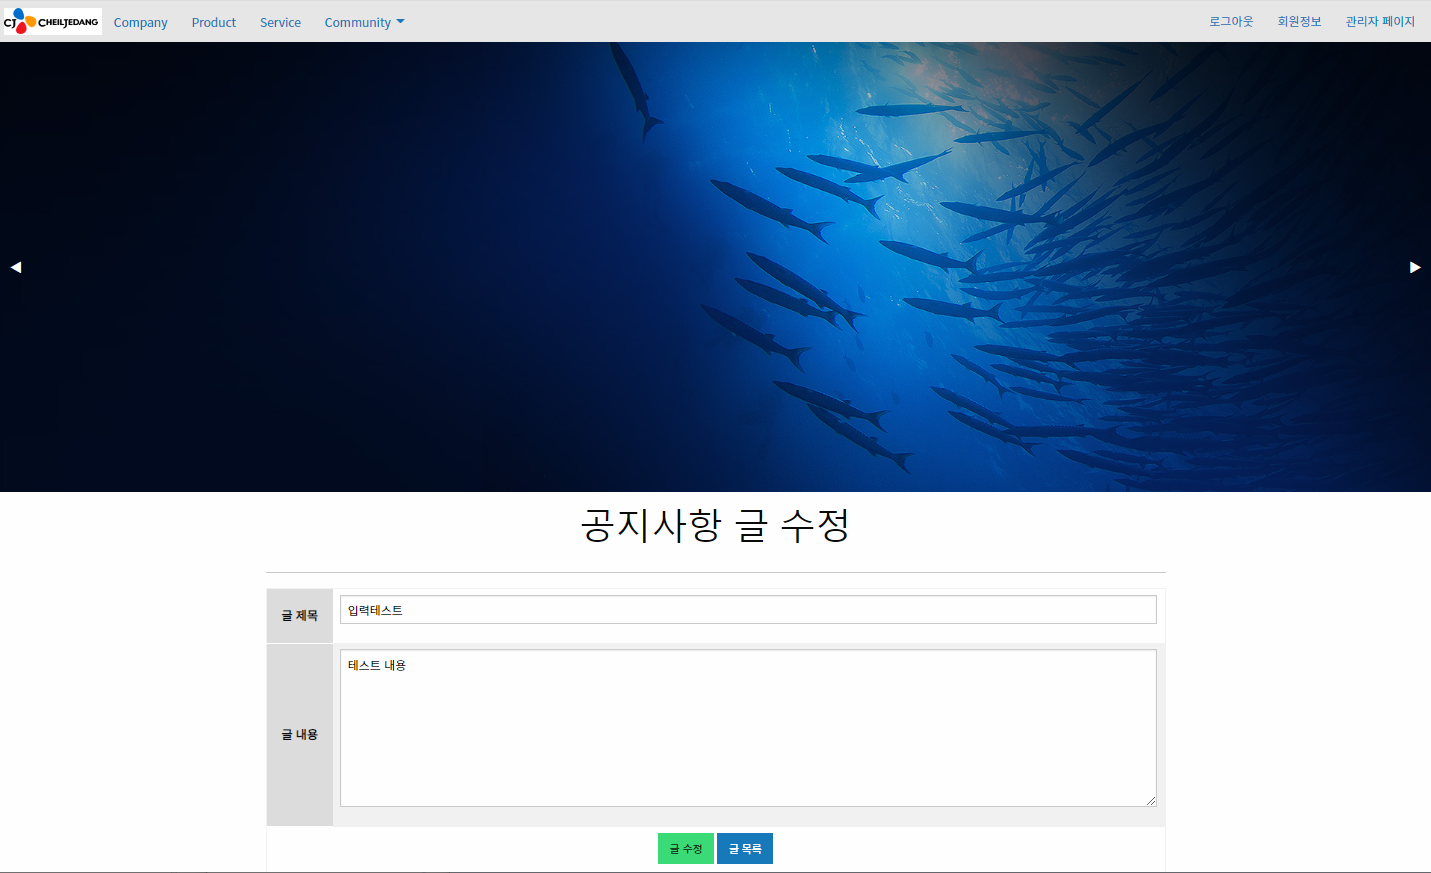 CJ CHEILJEDANG Company Product Service Community 로그아웃 회원정보 관리자 페이지
공지사항 글 수정
글 제목 입력테스트
테스트 내용
글 내용
글 수정 글 목록